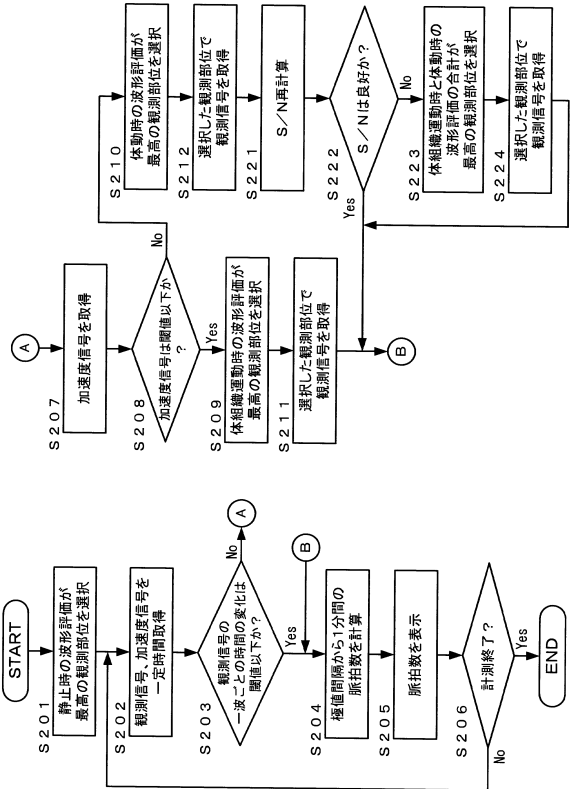 START
S201
静止時の波形評価が
最高の観測部位を選択
S202
観測信号、加速度信号を
一定時間取得
S203
観測信号の
一波ごとの時間の変化は
閾値以下か?
No
A
Yes
B
S204
極値間隔から1分間の
脈拍数を計算
S205
脈拍数を表示
S206
計測終了?
No
Yes
END
A
S207
加速度信号を取得
S208
加速度信号は閾値以下か
?
No
Yes
S209
体組織運動時の波形評価が
最高の観測部位を選択
S211
選択した観測部位で
観測信号を取得
B
S210
体動時の波形評価が
最高の観測部位を選択
S212
選択した観測部位で
観測信号を取得
S221
S/N再計算
S222
S/Nは良好か?
Yes
No
S223
体組織運動時と体動時の
波形評価の合計が
最高の観測部位を選択
S224
選択した観測部位で
観測信号を取得